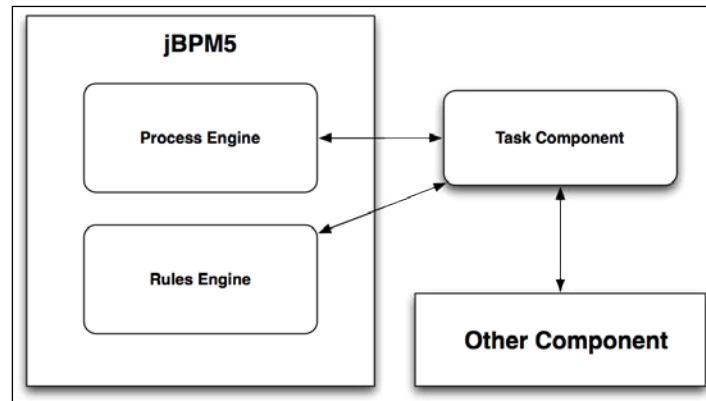 jBPM5
Process Engine
Task Component
Rules Engine
Other Component